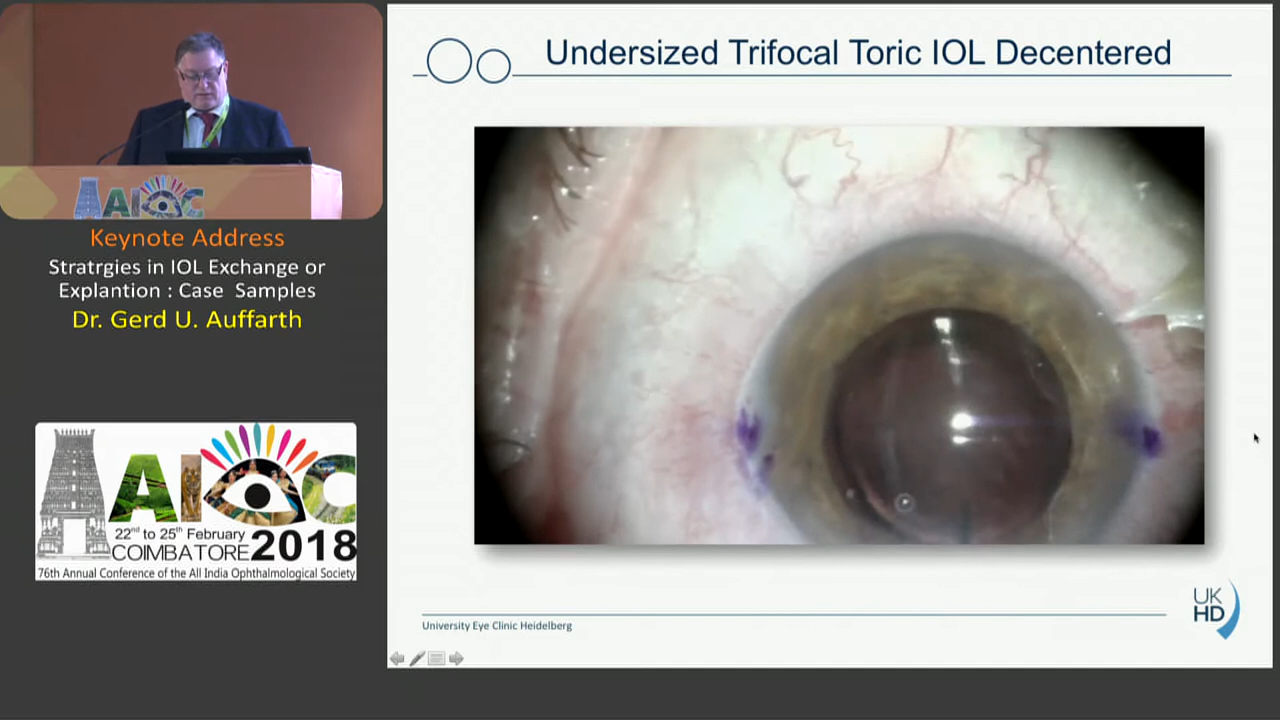 AIOC
Keynote Address
Stratrgies in IOL Exchange or
Explantion : Case Samples
Dr. Gerd U. Auffarth
AIOC
22nd to 25th February
COIMBATORE 2018
76th Annual Conference of the All India Ophthalmological Society
Undersized Trifocal Toric IOL Decentered
University Eye Clinic Heidelberg
UK
HD